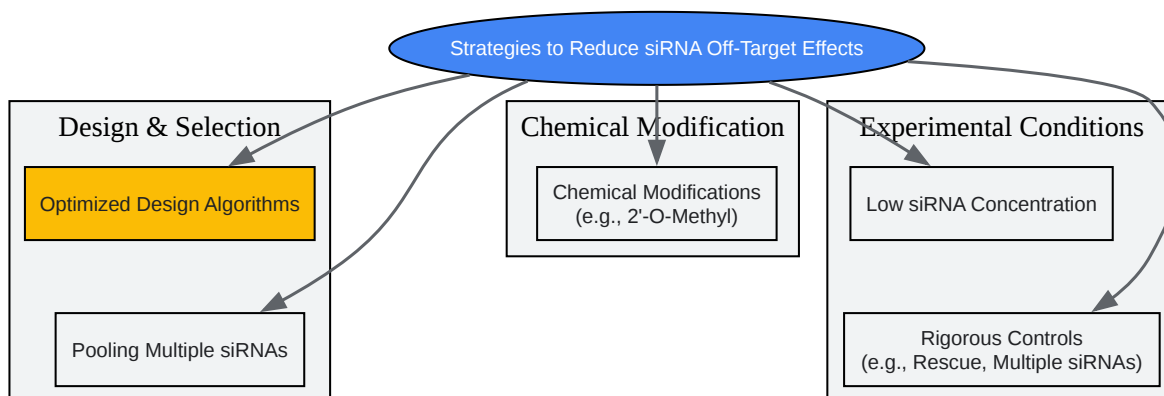 Strategies to Reduce siRNA Off-Target Effects
Design & Selection
Optimized Design Algorithms
Pooling Multiple siRNAs
Chemical Modification
Chemical Modifications
(e.g., 2'-O-Methyl)
Experimental Conditions
Low siRNA Concentration
Rigorous Controls
(e.g., Rescue, Multiple siRNAs)